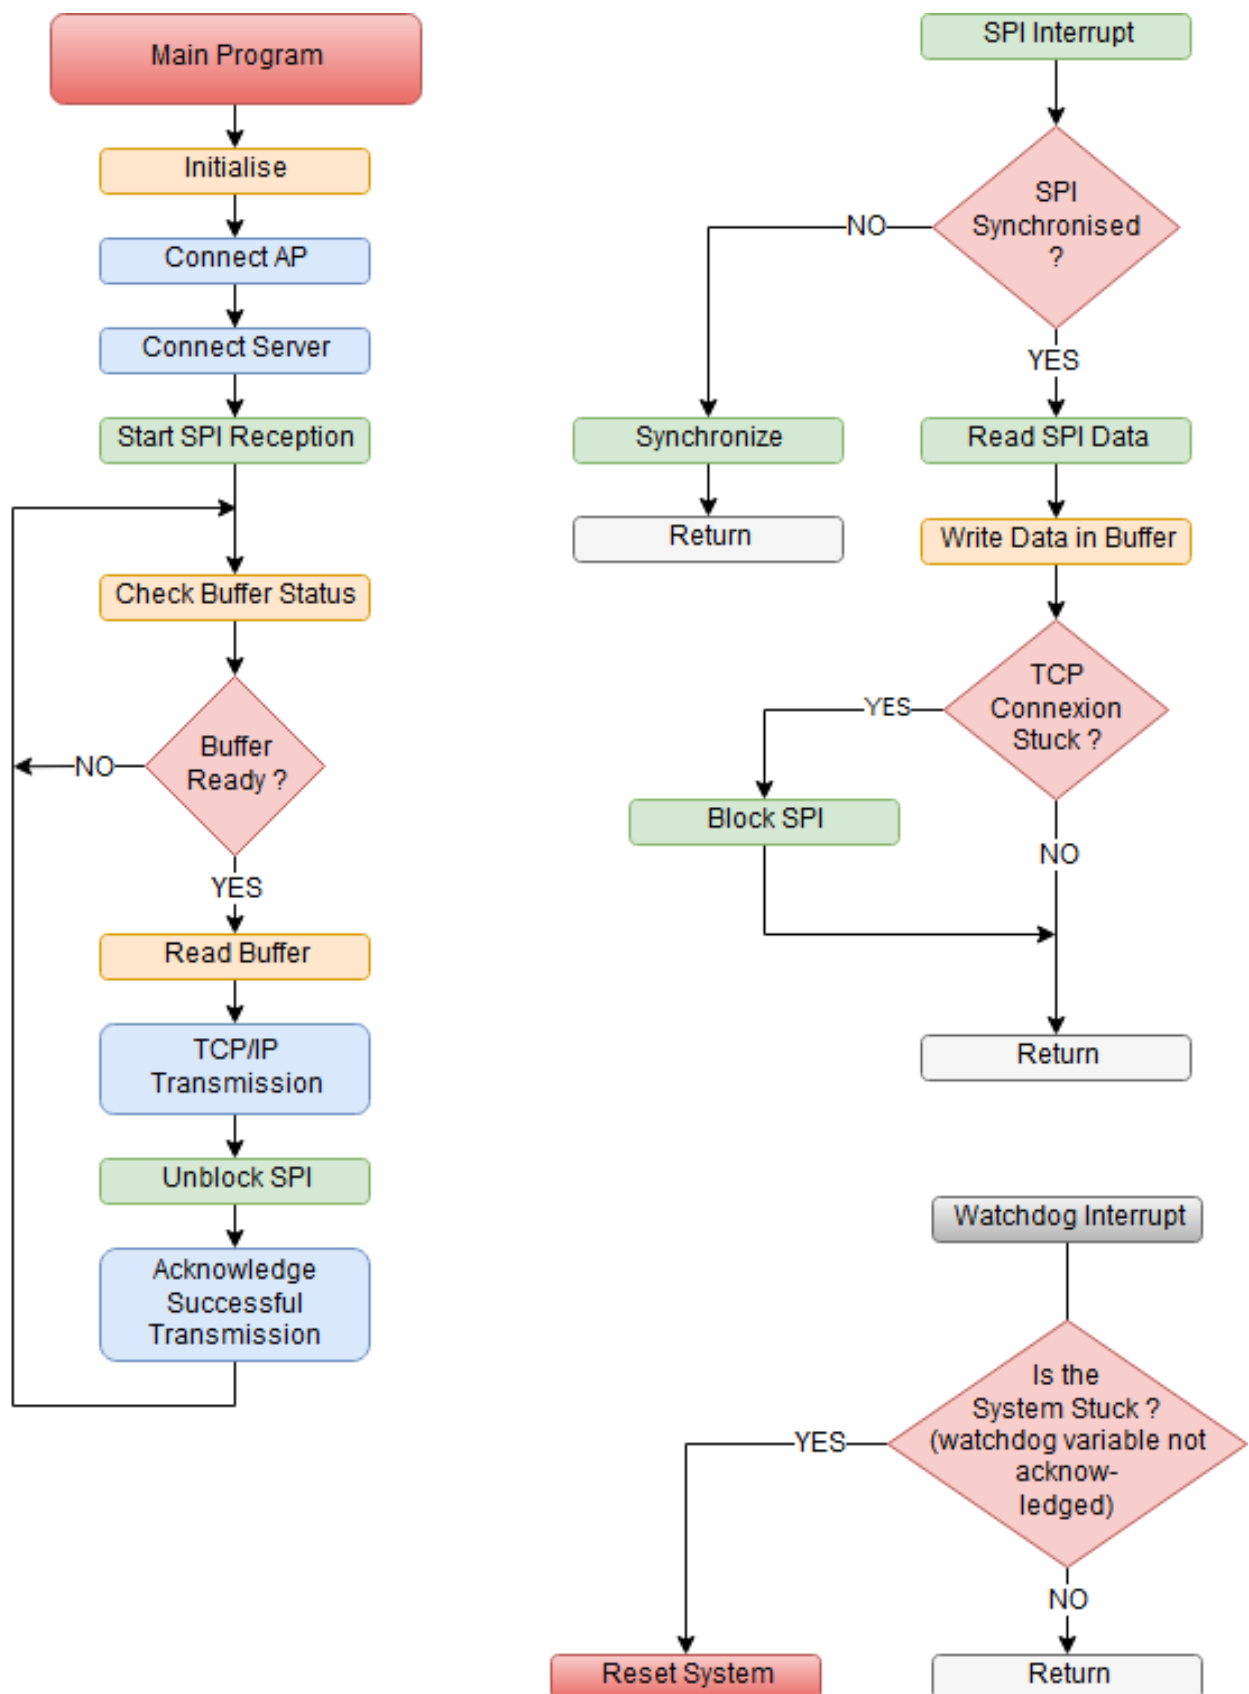 Main Program
Initialise
Connect AP
Connect Server
Start SPI Reception
Check Buffer Status
Buffer
Ready ?
NO
YES
Read Buffer
TCP/IP
Transmission
Unblock SPI
Acknowledge
Successful
Transmission
SPI Interrupt
SPI
Synchronised
?
NO
YES
Synchronize
Return
Read SPI Data
Write Data in Buffer
TCP
Connexion
Stuck ?
YES
Block SPI
NO
Return
Watchdog Interrupt
Is the
System Stuck ?
(watchdog variable not
acknow-
ledged)
YES
NO
Reset System
Return